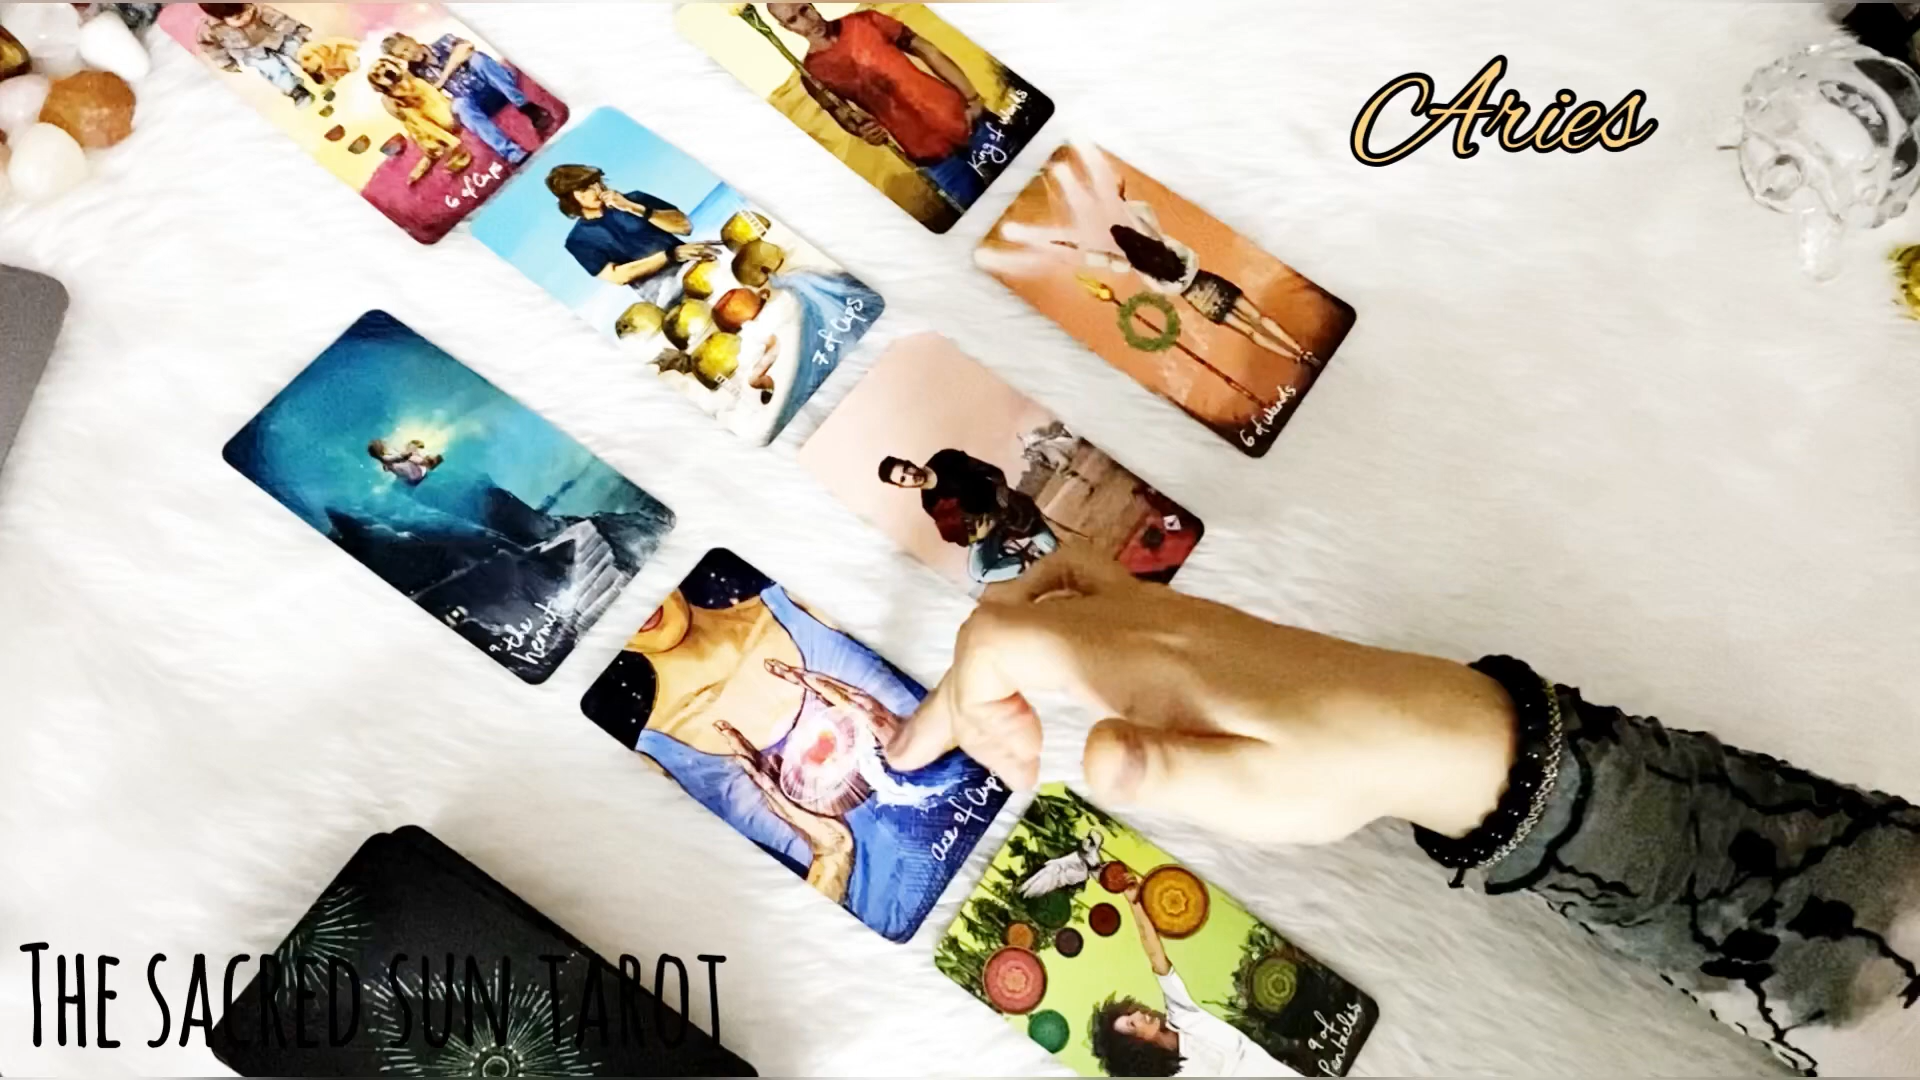 6 of Cups
King of Wands
Aries
7 of Cups
6 of wands
9. the
hermit
ace of Cups
9 of
Pentacles
The sacred sun tarot